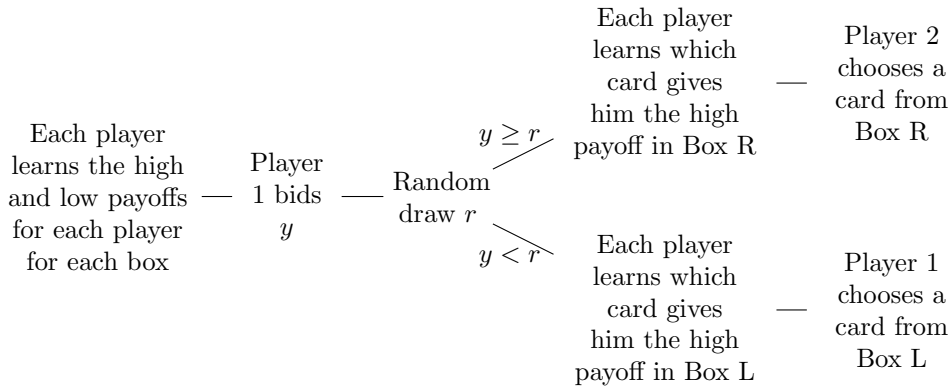 Each player
learns the high
and low payoffs
for each player
for each box
Player
1 bids
y
Random
draw r
y ≥ r
Each player
learns which
card gives
him the high
payoff in Box R
Player 2
chooses a
card from
Box R
y < r
Each player
learns which
card gives
him the high
payoff in Box L
Player 1
chooses a
card from
Box L